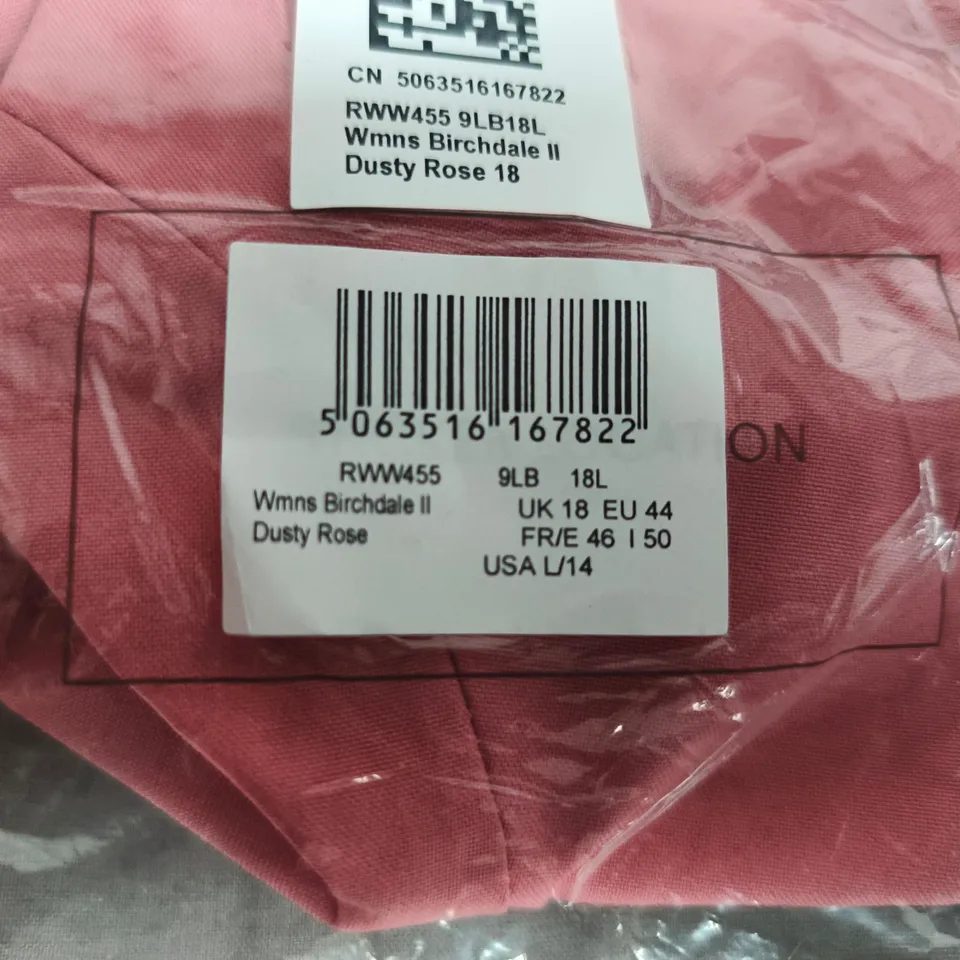 CN 5063516167822
RWW455 9LB18L
Wmns Birchdale II
Dusty Rose 18
5 063516 167822
ON
RWW455 9LB 18L
Wmns Birchdale II UK 18 EU 44
Dusty Rose FR/E 46 I 50
USA L/14